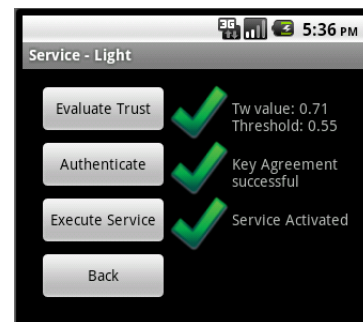 3G 5:36 PM
Service - Light
Evaluate Trust
Tw value: 0.71
Threshold: 0.55
Authenticate
Key Agreement
successful
Execute Service
Service Activated
Back